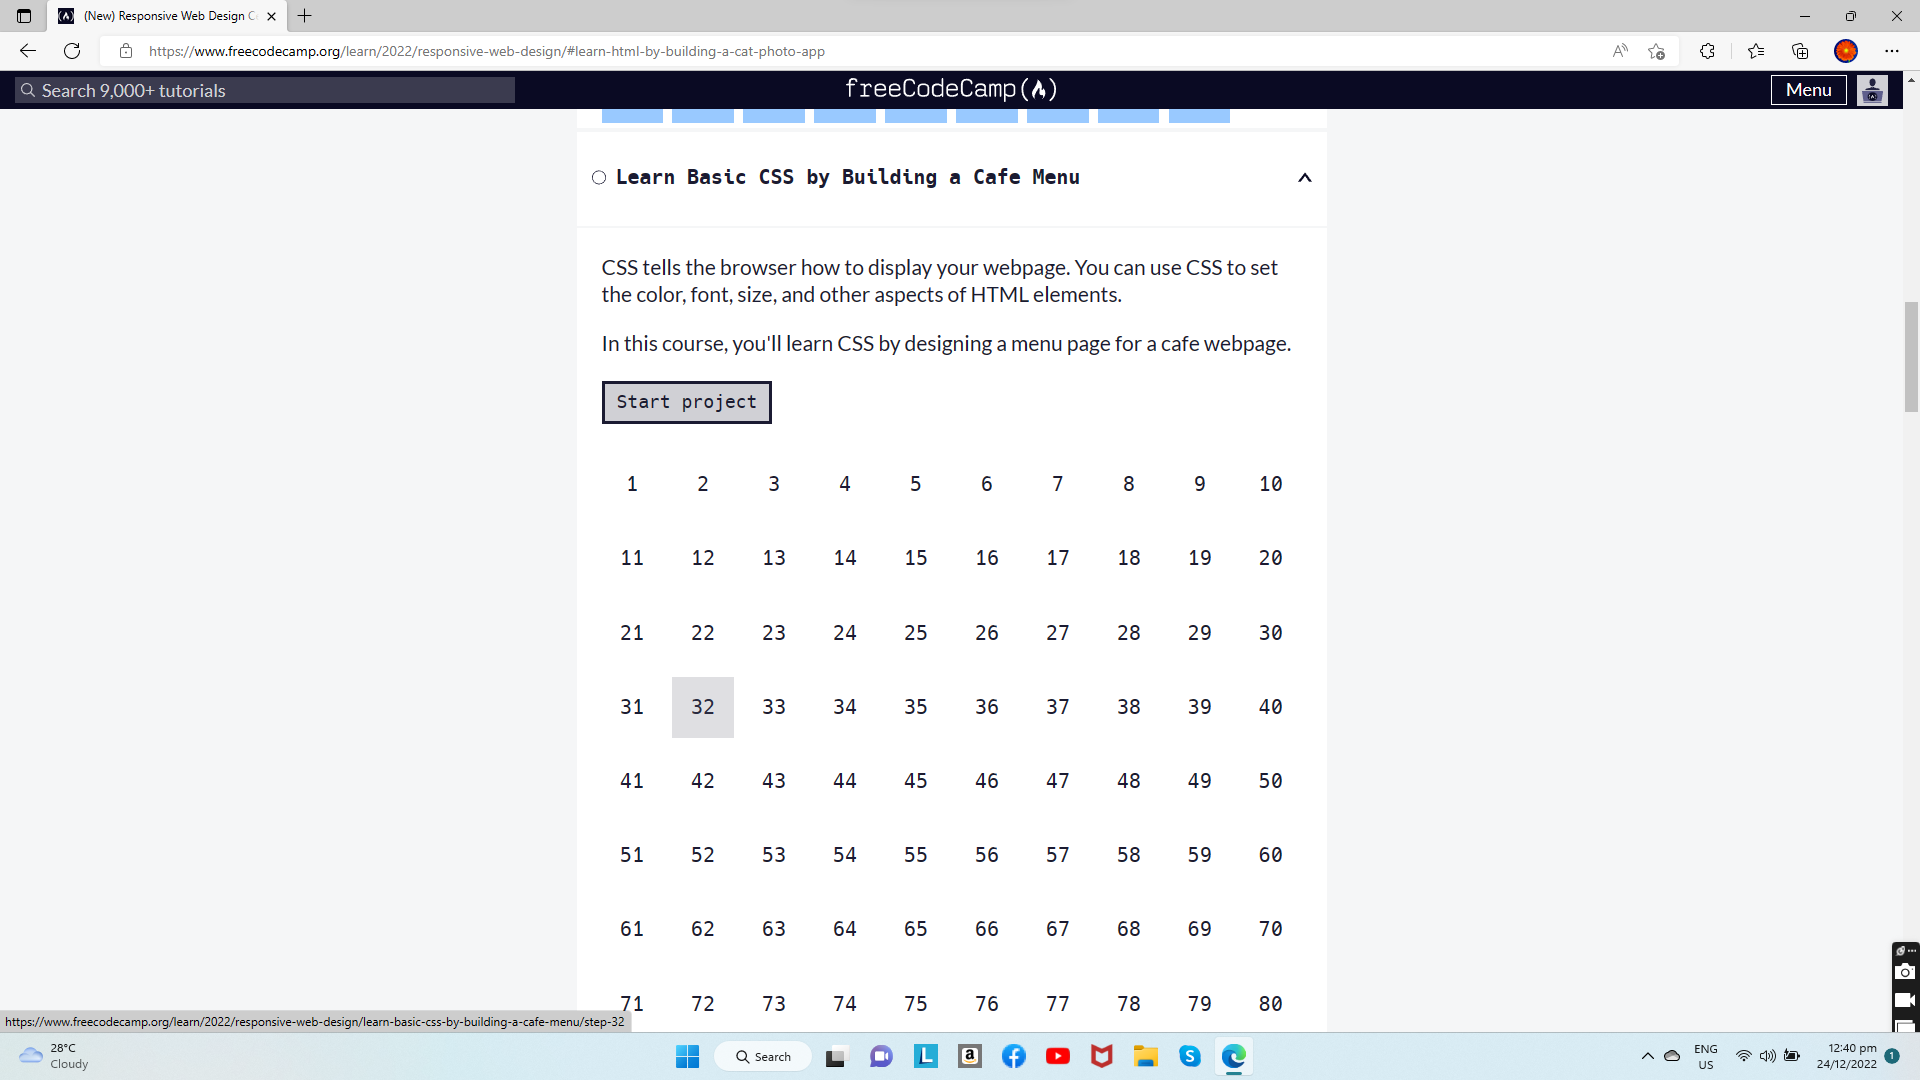 (New) Responsive Web Design C
https://www.freecodecamp.org/learn/2022/responsive-web-design/#learn-html-by-building-a-cat-photo-app
Search 9,000+ tutorials
freeCodeCamp
Menu
Learn Basic CSS by Building a Cafe Menu
CSS tells the browser how to display your webpage. You can use CSS to set
the color, font, size, and other aspects of HTML elements.
In this course, you'll learn CSS by designing a menu page for a cafe webpage.
Start project
1 2 3 4 5 6 7 8 9 10
11 12 13 14 15 16 17 18 19 20
21 22 23 24 25 26 27 28 29 30
31 32 33 34 35 36 37 38 39 40
41 42 43 44 45 46 47 48 49 50
51 52 53 54 55 56 57 58 59 60
61 62 63 64 65 66 67 68 69 70
71 72 73 74 75 76 77 78 79 80
https://www.freecodecamp.org/learn/2022/responsive-web-design/learn-basic-css-by-building-a-cafe-menu/step-32
28°C
Cloudy
Search
ENG
US
12:40 pm
24/12/2022
1